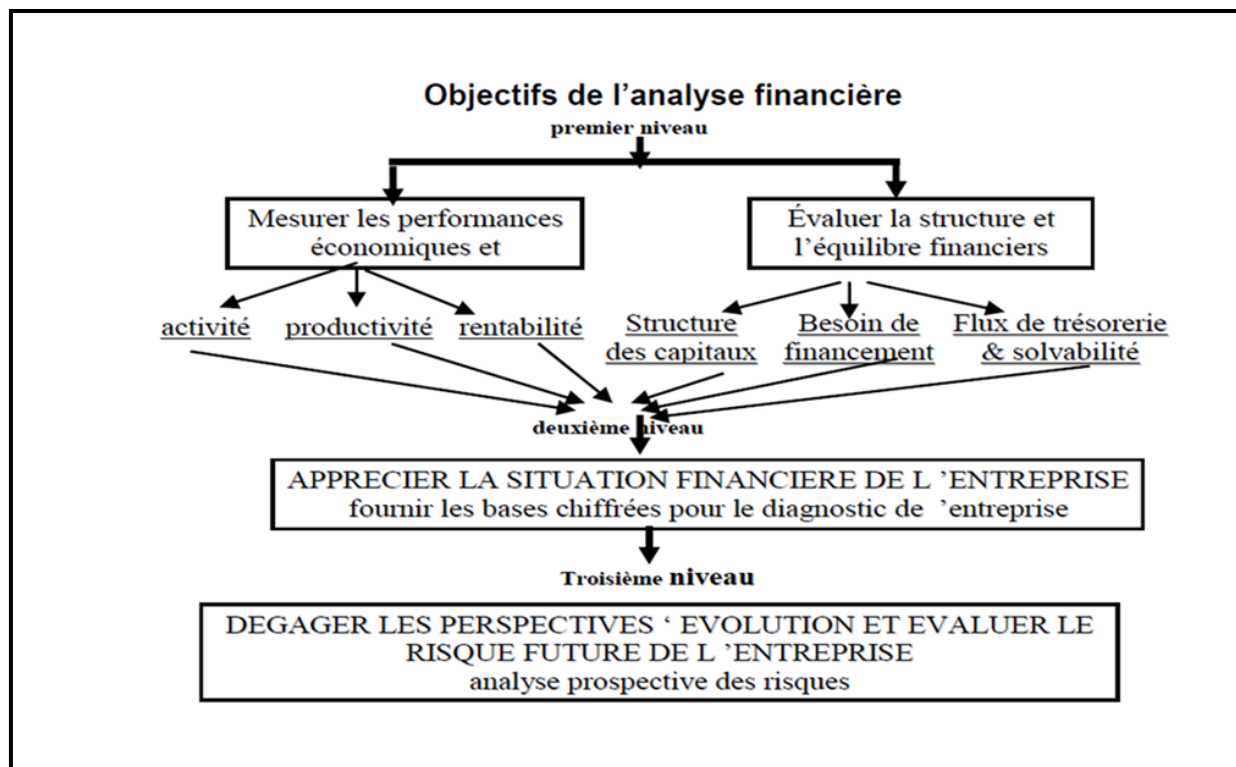 Objectifs de l’analyse financière
premier niveau
Mesurer les performances
économiques et
Évaluer la structure et
l’équilibre financiers
activité
productivité
rentabilité
Structure
des capitaux
Besoin de
financement
Flux de trésorerie
& solvabilité
deuxième niveau
APPRECIER LA SITUATION FINANCIERE DE L ’ENTREPRISE
fournir les bases chiffrées pour le diagnostic de ’entreprise
Troisième niveau
DEGAGER LES PERSPECTIVES ‘ EVOLUTION ET EVALUER LE
RISQUE FUTURE DE L ’ENTREPRISE
analyse prospective des risques